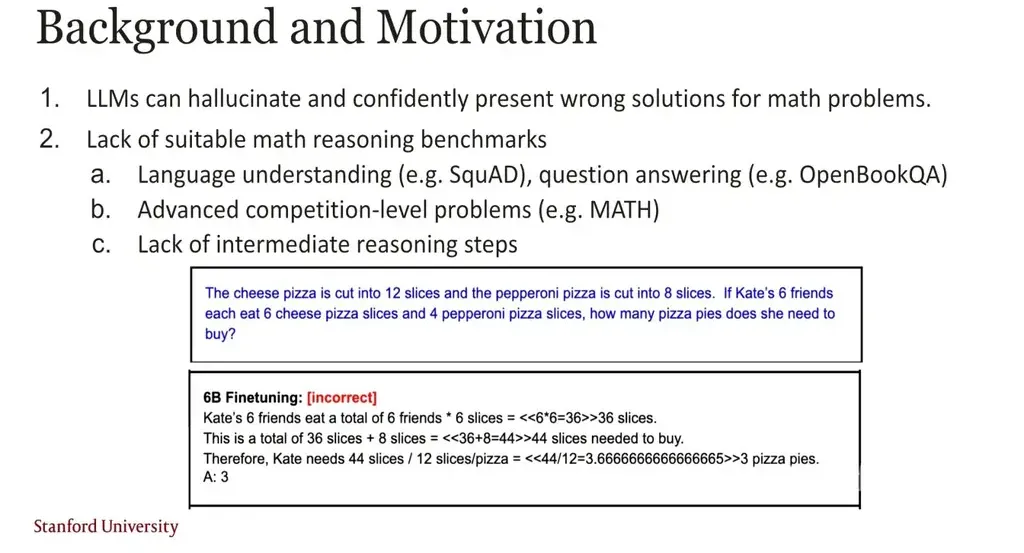 Background and Motivation
1. LLMs can hallucinate and confidently present wrong solutions for math problems.
2. Lack of suitable math reasoning benchmarks
a. Language understanding (e.g. SquAD), question answering (e.g. OpenBookQA)
b. Advanced competition-level problems (e.g. MATH)
c. Lack of intermediate reasoning steps
The cheese pizza is cut into 12 slices and the pepperoni pizza is cut into 8 slices. If Kate's 6 friends
each eat 6 cheese pizza slices and 4 pepperoni pizza slices, how many pizza pies does she need to
buy?
6B Finetuning: [incorrect]
Kate's 6 friends eat a total of 6 friends * 6 slices = <<6*6=36>>36 slices.
This is a total of 36 slices + 8 slices = <<36+8=44>>44 slices needed to buy.
Therefore, Kate needs 44 slices / 12 slices/pizza = <<44/12=3.6666666666666665>>3 pizza pies.
A: 3
Stanford University